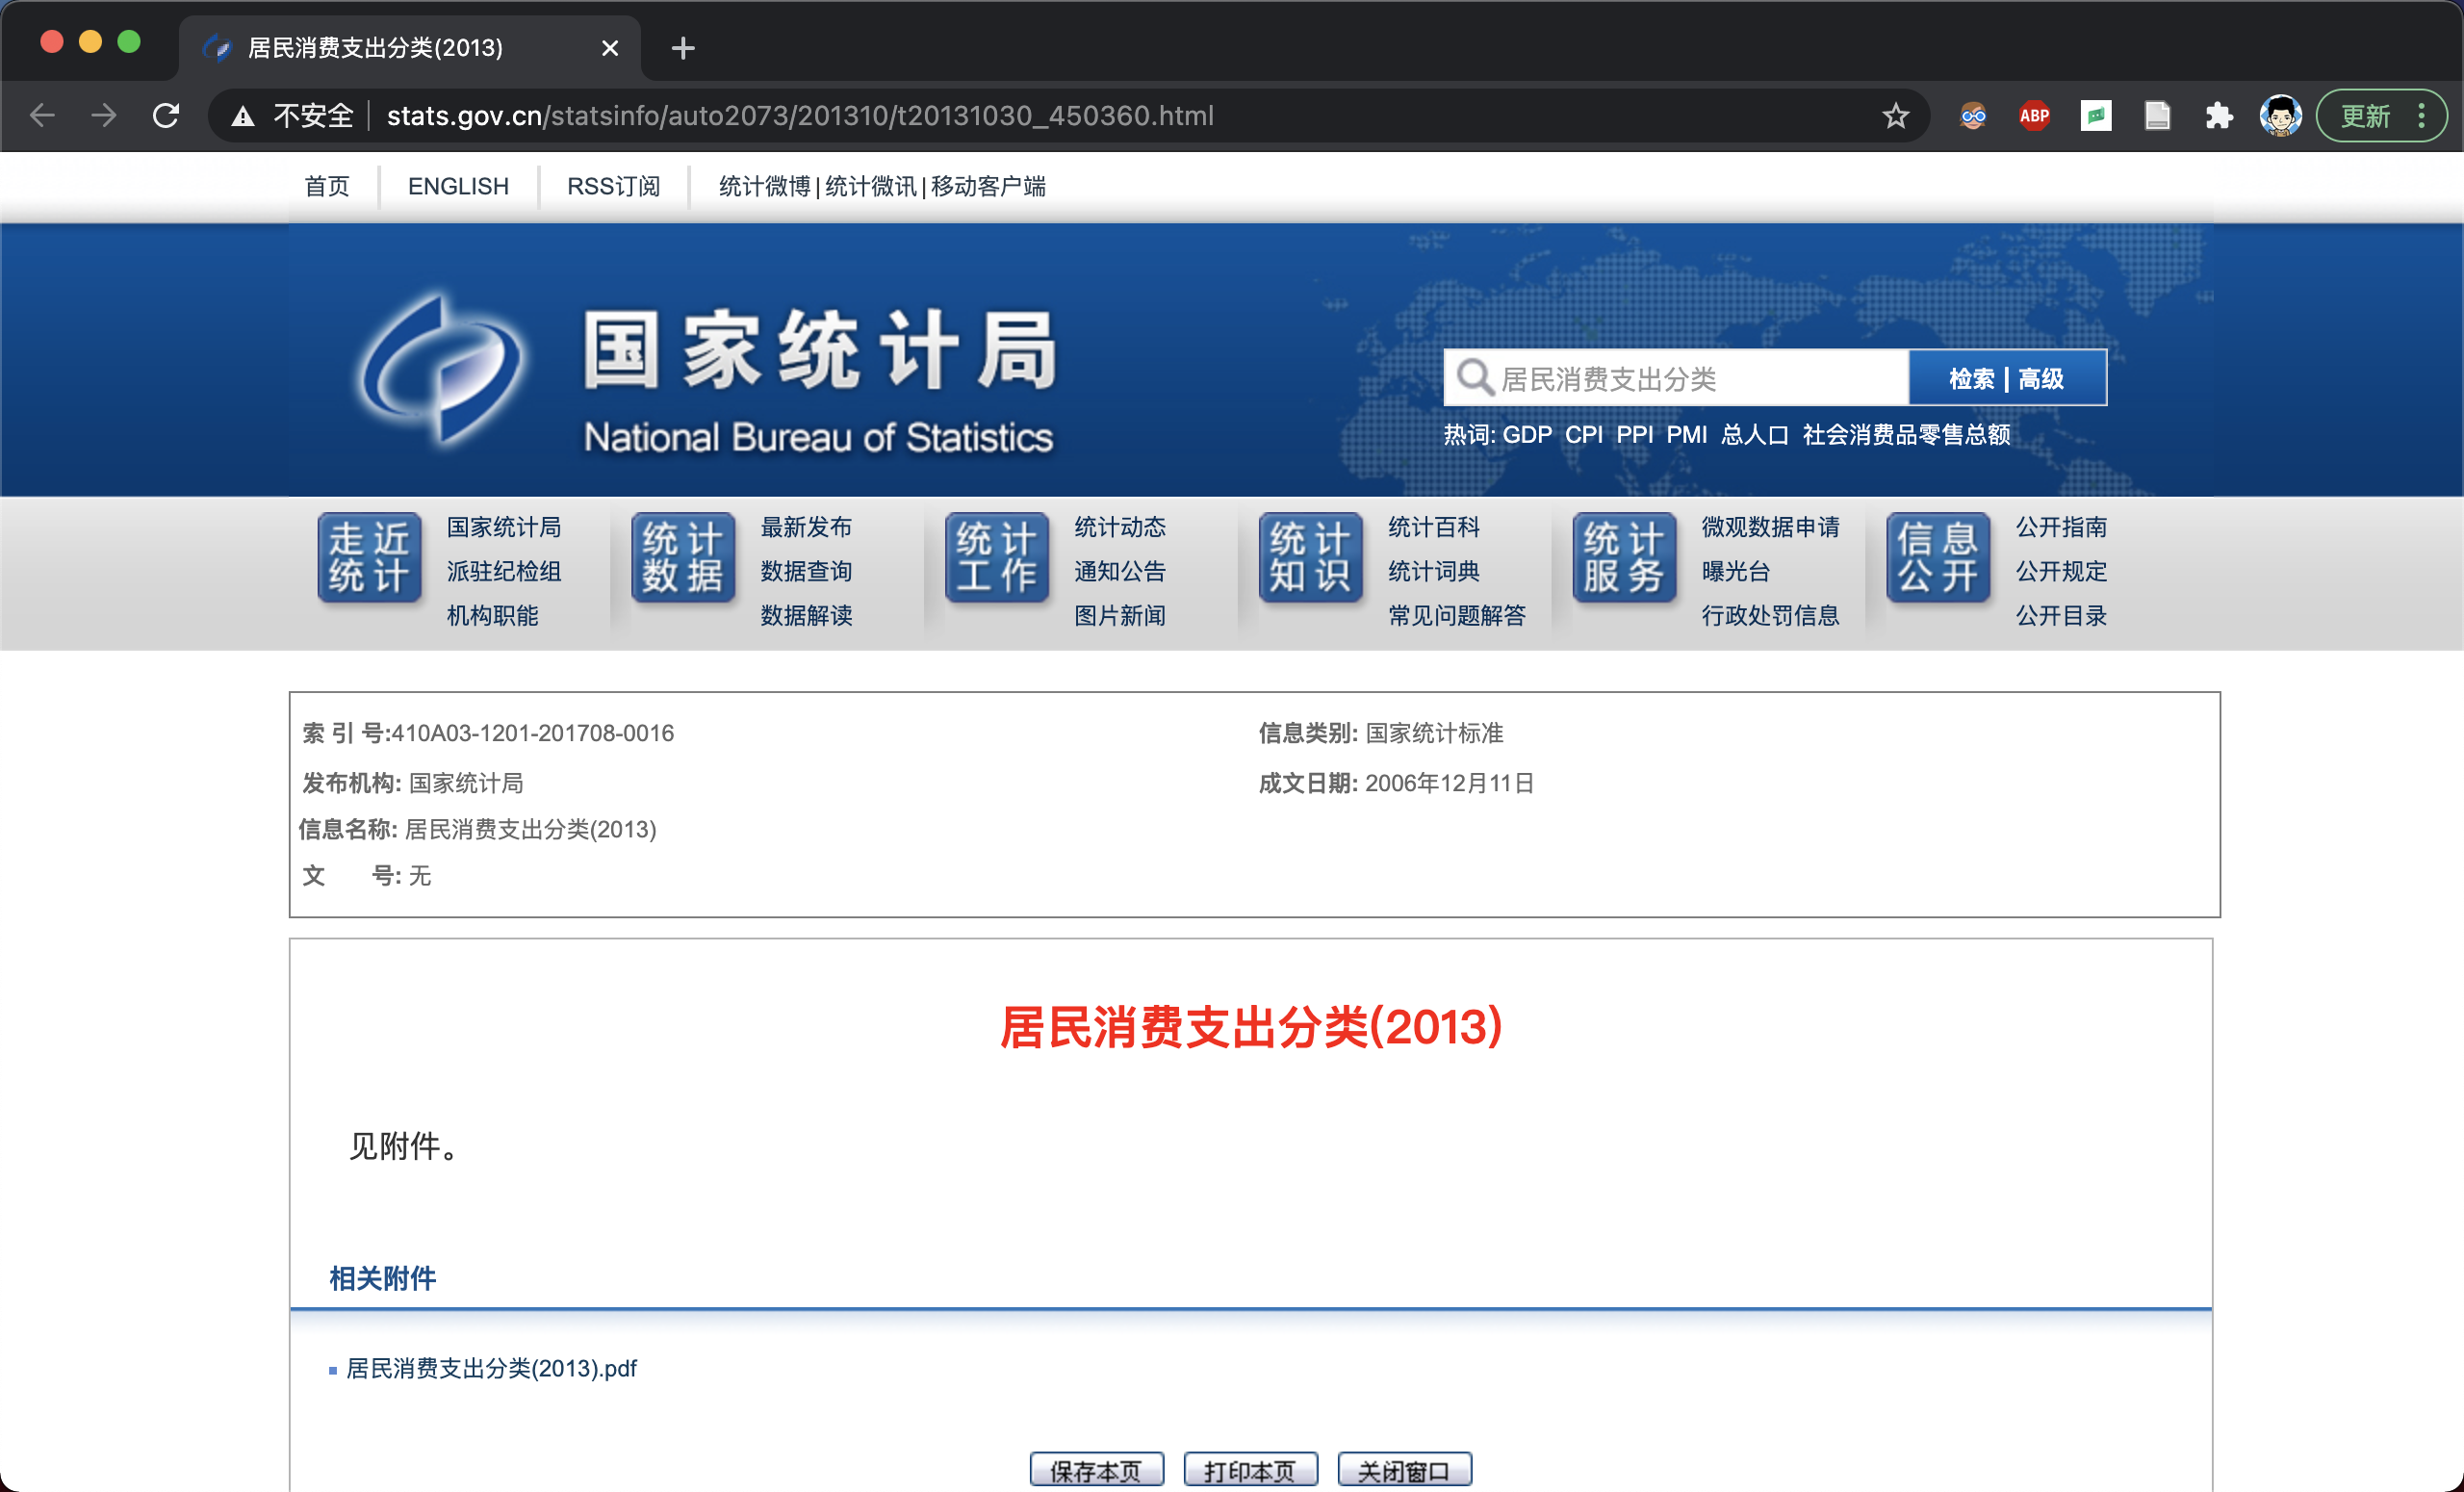 居民消费支出分类(2013)
不安全 stats.gov.cn/statsinfo/auto2073/201310/t20131030_450360.html ABP 更新
首页 ENGLISH RSS订阅 统计微博|统计微讯|移动客户端
国家统计局
National Bureau of Statistics
居民消费支出分类 检索|高级
热词: GDP CPI PPI PMI 总人口 社会消费品零售总额
走近
统计
国家统计局
派驻纪检组
机构职能
统计
数据
最新发布
数据查询
数据解读
统计
工作
统计动态
通知公告
图片新闻
统计
知识
统计百科
统计词典
常见问题解答
统计
服务
微观数据申请
曝光台
行政处罚信息
信息
公开
公开指南
公开规定
公开目录
索 引 号:410A03-1201-201708-0016 信息类别: 国家统计标准
发布机构: 国家统计局 成文日期: 2006年12月11日
信息名称: 居民消费支出分类(2013)
文 号: 无
居民消费支出分类(2013)
见附件。
相关附件
居民消费支出分类(2013).pdf
保存本页 打印本页 关闭窗口